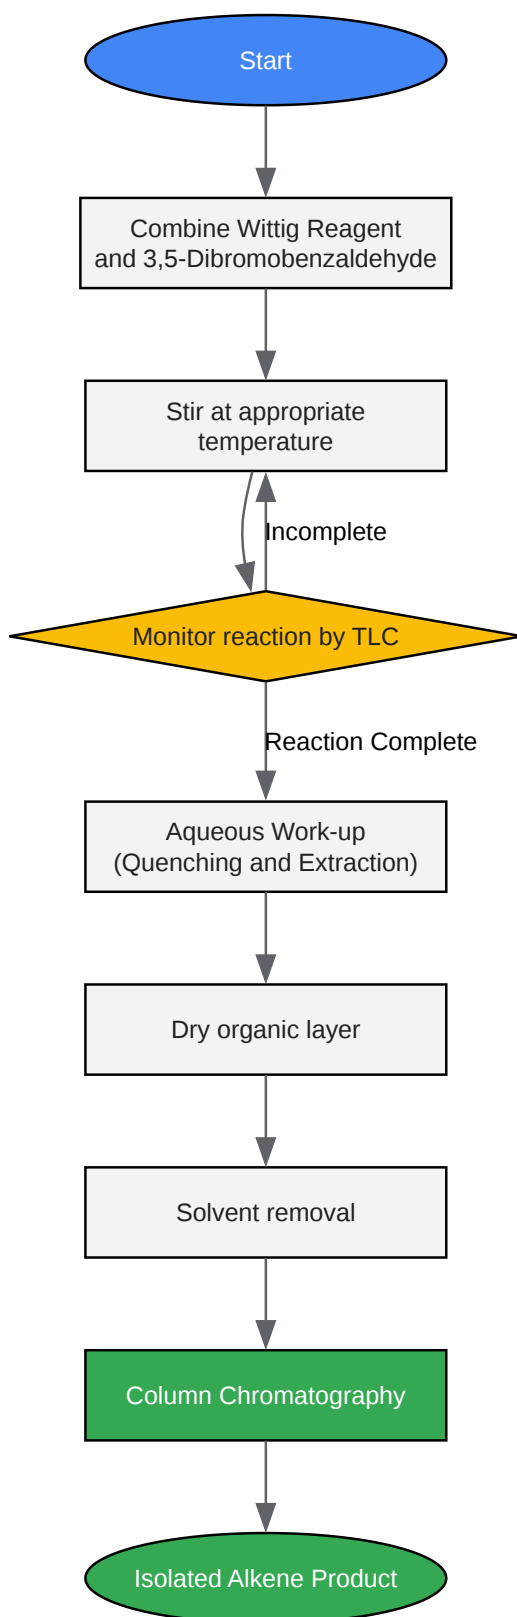 Start
Combine Wittig Reagent
and 3,5-Dibromobenzaldehyde
Stir at appropriate
temperature
Incomplete
Monitor reaction by TLC
Reaction Complete
Aqueous Work-up
(Quenching and Extraction)
Dry organic layer
Solvent removal
Column Chromatography
Isolated Alkene Product